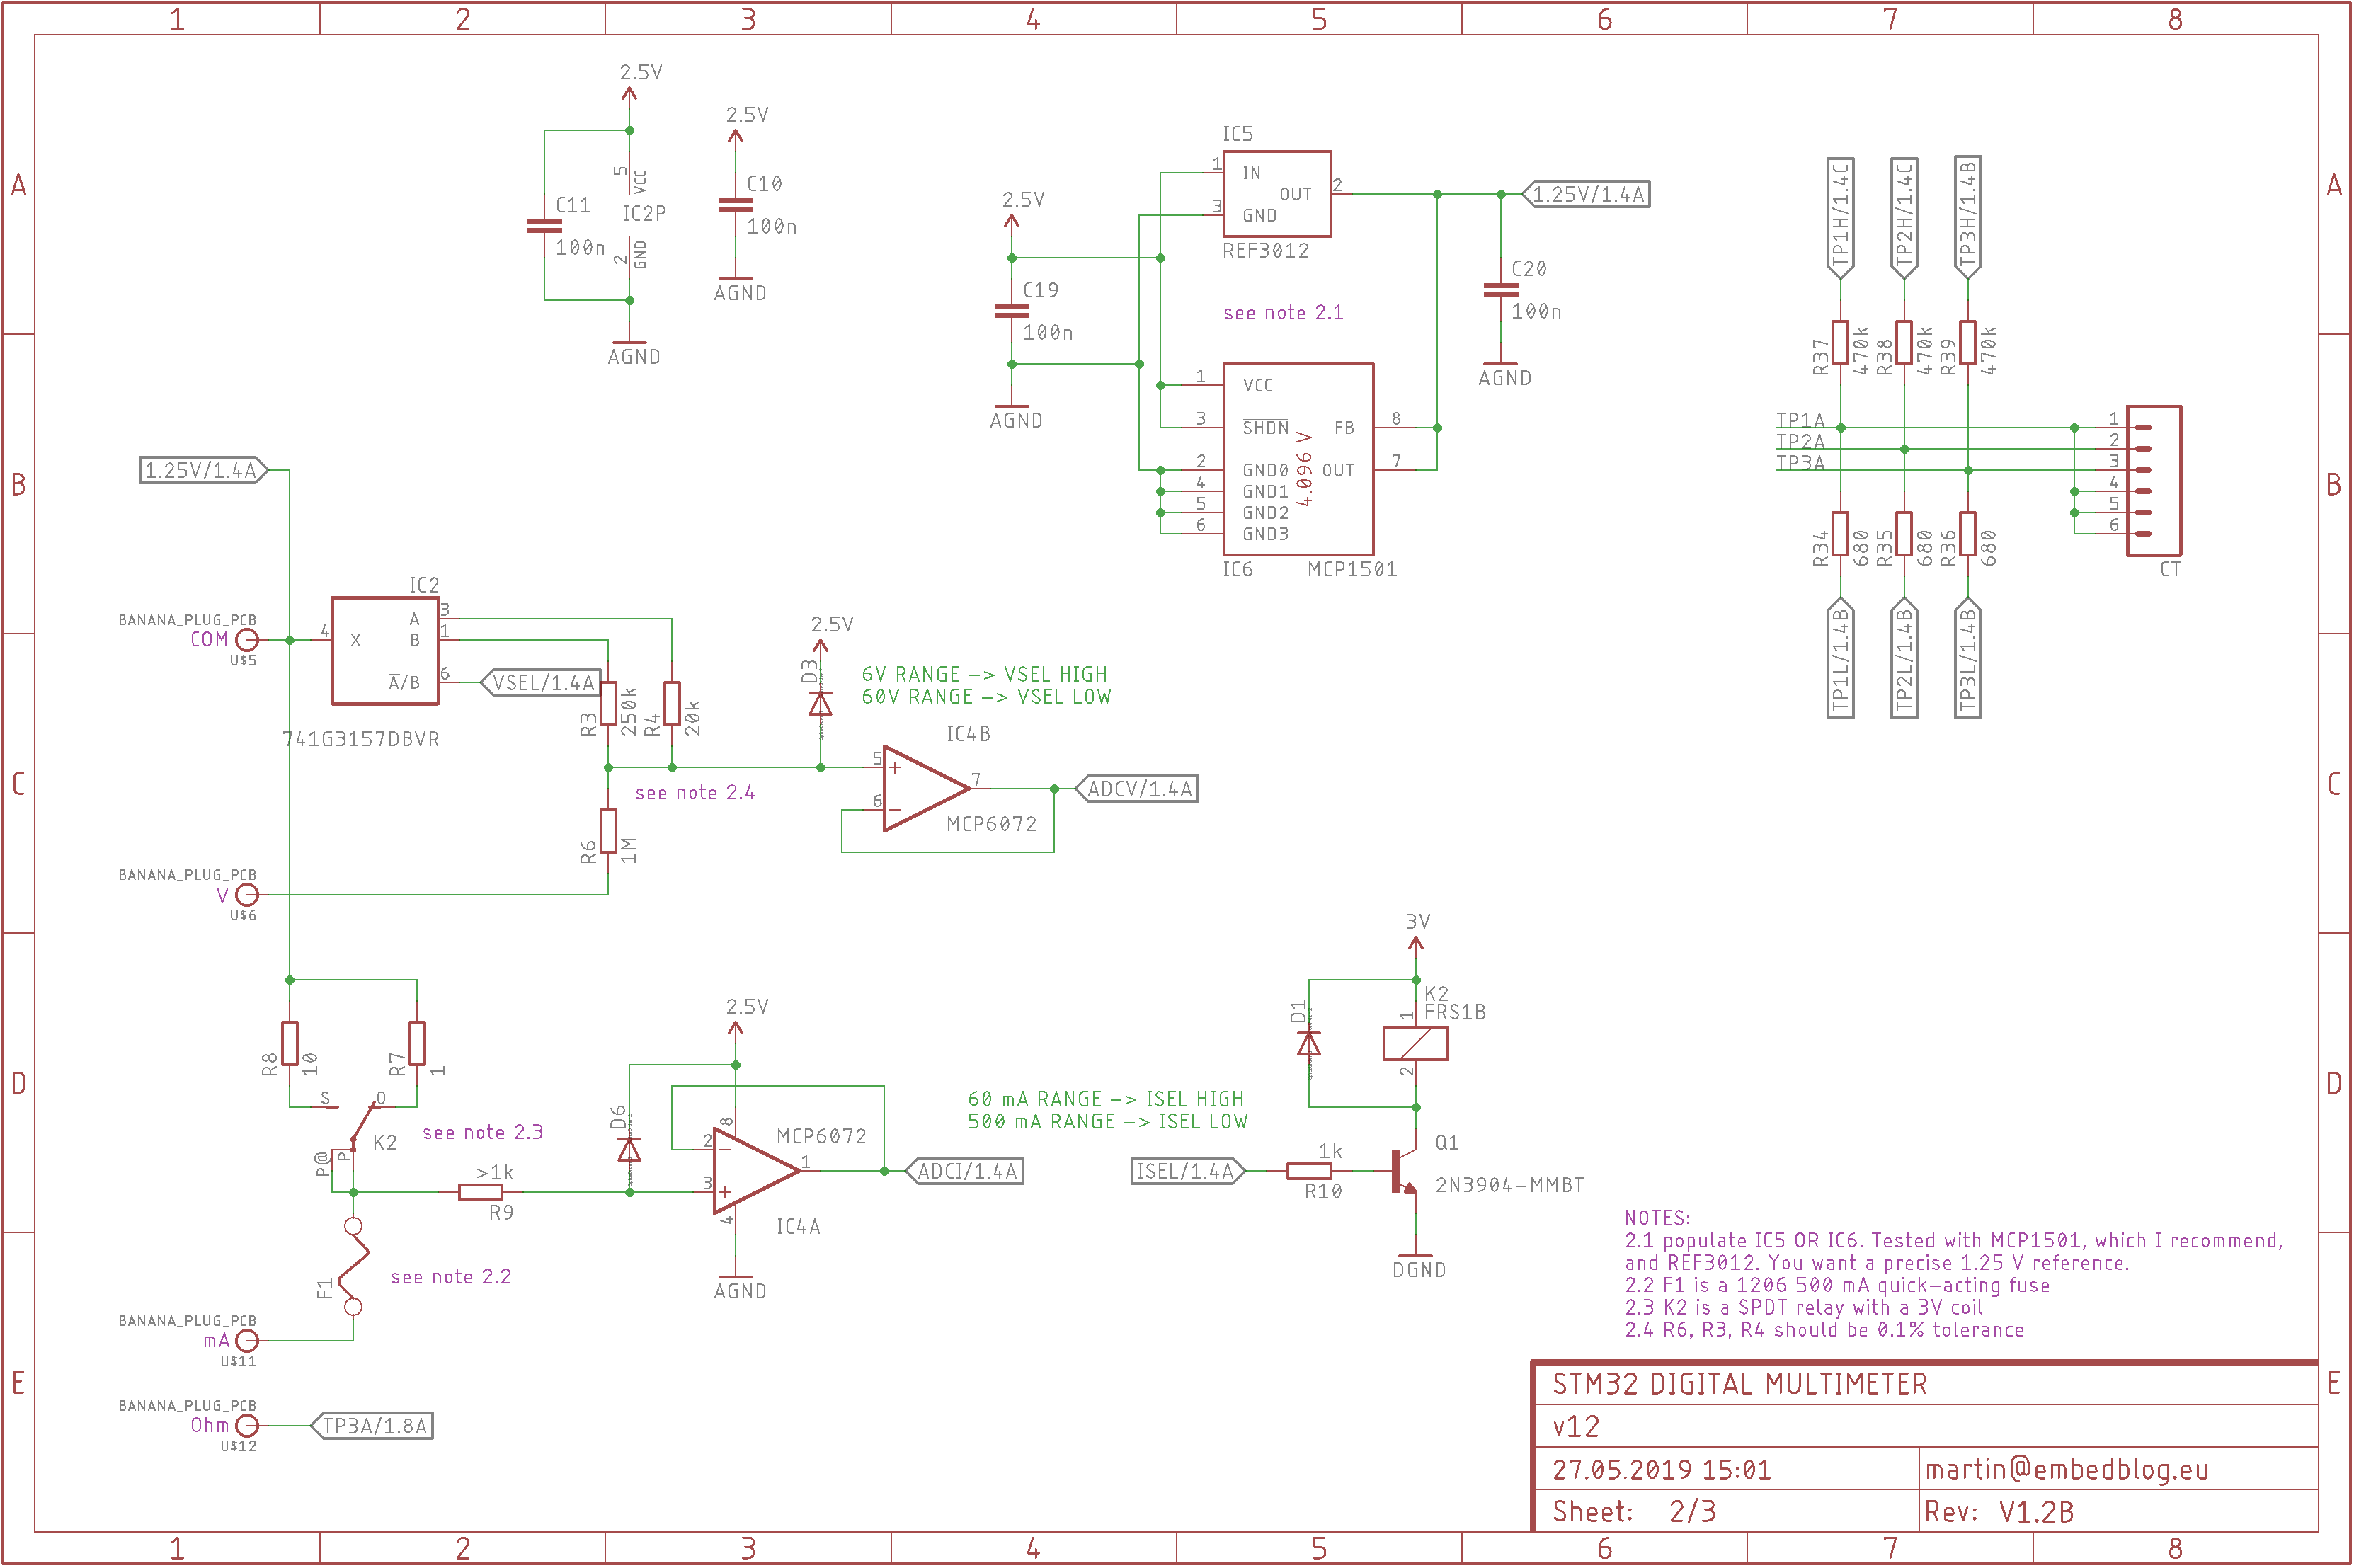 1 2 3 4 5 6 7 8
A
A
2.5V
C11
100n
5
VCC
IC2P
2
GND
AGND
2.5V
C10
100n
AGND
2.5V
C19
100n
AGND
IC5
1
IN
OUT
2
3
GND
REF3012
1.25V/1.4A
C20
100n
AGND
see note 2.1
1
VCC
3
SHDN
FB
8
2
GND0
OUT
7
4
GND1
5
GND2
6
GND3
4.096 V
IC6
MCP1501
TP1H/1.4C
TP2H/1.4C
TP3H/1.4B
R37
470k
R38
470k
R39
470k
TP1A
TP2A
TP3A
1
2
3
4
5
6
CT
R34
680
R35
680
R36
680
TP1L/1.4B
TP2L/1.4B
TP3L/1.4B
B
B
1.25V/1.4A
IC2
BANANA_PLUG_PCB
COM
U$5
4
X
A
3
B
1
A/B
6
VSEL/1.4A
741G3157DBVR
R3
250k
R4
20k
2.5V
D3
6V RANGE -> VSEL HIGH
60V RANGE -> VSEL LOW
C
C
see note 2.4
IC4B
5
+
6
-
7
MCP6072
ADCV/1.4A
R6
1M
BANANA_PLUG_PCB
V
U$6
D
D
R8
10
R7
1
S
O
K2
P@
P
see note 2.3
>1k
R9
2.5V
D6
8
2
-
3
+
1
4
MCP6072
IC4A
AGND
ADCI/1.4A
60 mA RANGE -> ISEL HIGH
500 mA RANGE -> ISEL LOW
3V
D1
K2
FRS1B
1
2
ISEL/1.4A
1k
R10
Q1
2N3904-MMBT
DGND
F1
see note 2.2
BANANA_PLUG_PCB
mA
U$11
E
E
BANANA_PLUG_PCB
Ohm
U$12
TP3A/1.8A
NOTES:
2.1 populate IC5 OR IC6. Tested with MCP1501, which I recommend,
and REF3012. You want a precise 1.25 V reference.
2.2 F1 is a 1206 500 mA quick-acting fuse
2.3 K2 is a SPDT relay with a 3V coil
2.4 R6, R3, R4 should be 0.1% tolerance
STM32 DIGITAL MULTIMETER
v12
27.05.2019 15:01
martin@embedblog.eu
Sheet: 2/3
Rev: V1.2B
1 2 3 4 5 6 7 8